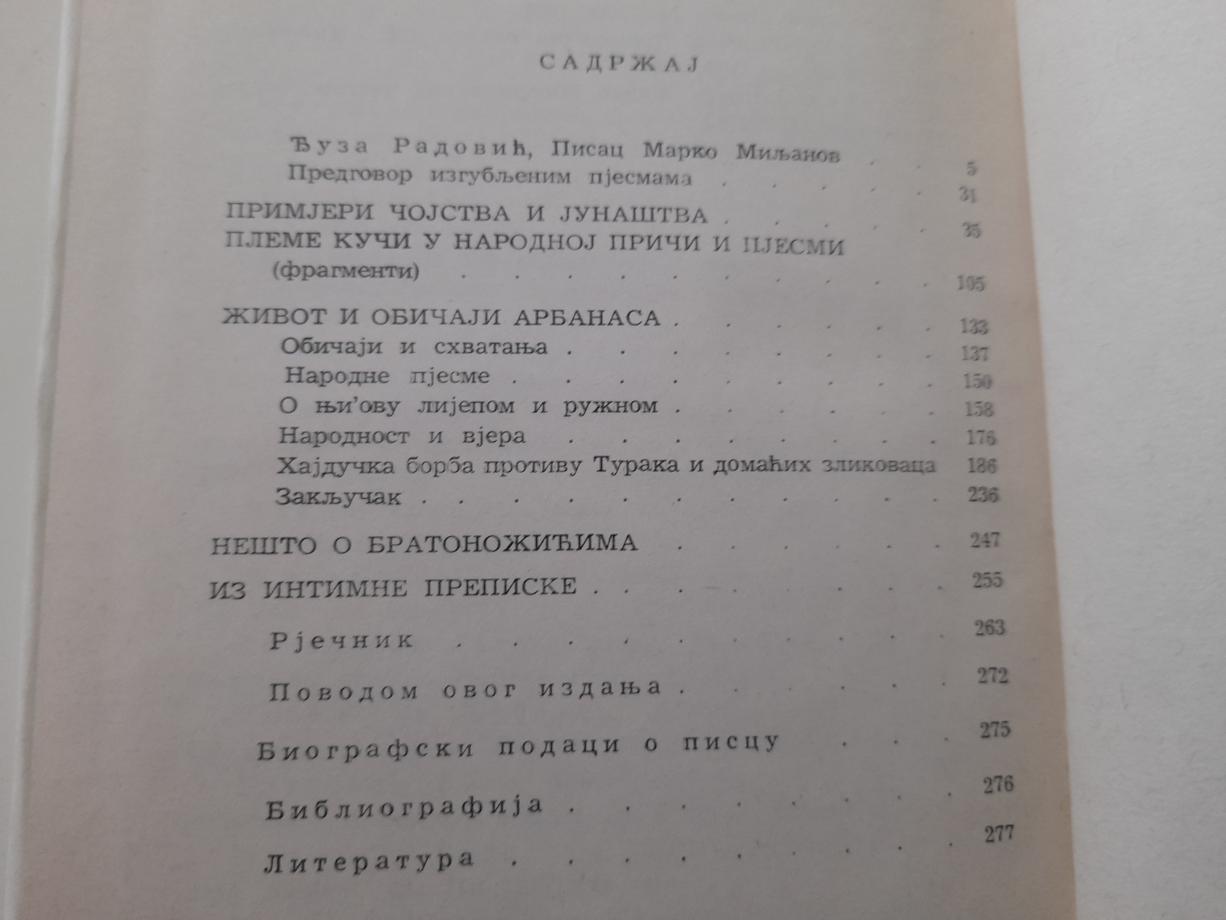 САДРЖАЈ
Ђуза Радовић, Писац Марко Миљанов . . 5
Предговор изгубљеним пјесмама . . . . . 31
ПРИМЈЕРИ ЧОЈСТВА И ЈУНАШТВА . . . . . 35
ПЛЕМЕ КУЧИ У НАРОДНОЈ ПРИЧИ И ПЈЕСМИ
(фрагменти) . . . . . . . . . 105
ЖИВОТ И ОБИЧАЈИ АРБАНАСА . . . . . . 133
Обичаји и схватања . . . . . . . . 137
Народне пјесме . . . . . . . . . 150
О њи’ову лијепом и ружном . . . . . . 158
Народност и вјера . . . . . . . . 176
Хајдучка борба противу Турака и домаћих зликоваца 186
Закључак . . . . . . . . . . . 236
НЕШТО О БРАТОНОЖИЋИМА . . . . . . 247
ИЗ ИНТИМНЕ ПРЕПИСКЕ . . . . . . . . 255
Рјечник . . . . . . . . . . 263
Поводом овог издања . . . . . . 272
Биографски подаци о писцу . . . 275
Библиографија . . . . . . . . 276
Литература . . . . . . . . . 277